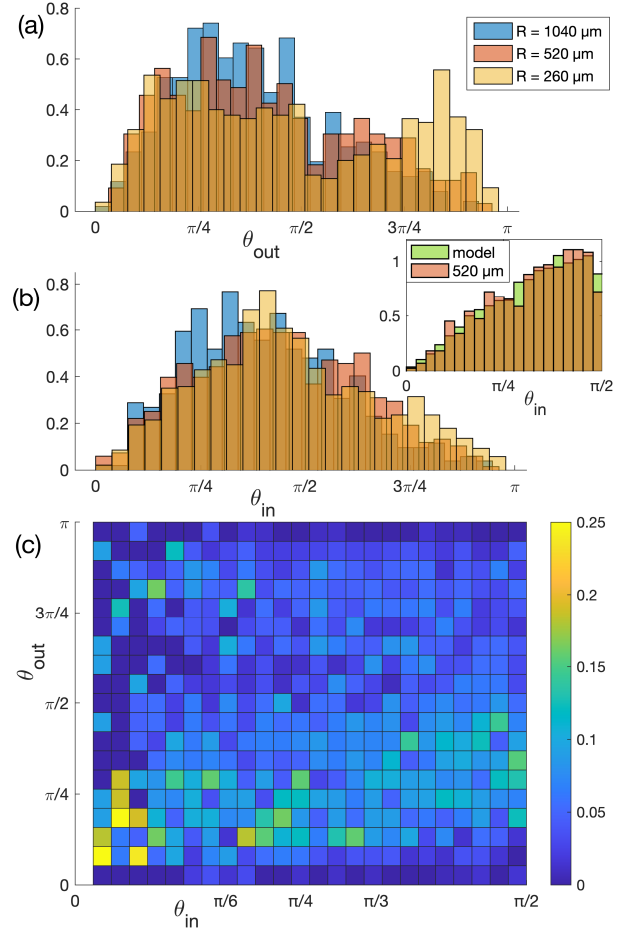 (a)
0.8
0.6
0.4
0.2
0
R = 1040 μm
R = 520 μm
R = 260 μm
0 π/4 π/2 3π/4 π
θout
(b)
0.8
0.6
0.4
0.2
0
0 π/4 π/2 3π/4 π
θin
model
520 μm
1
0.5
0
0 π/4 π/2
θin
(c)
π
3π/4
π/2
π/4
0
θout
0 π/6 π/4 π/3 π/2
θin
0.25
0.2
0.15
0.1
0.05
0